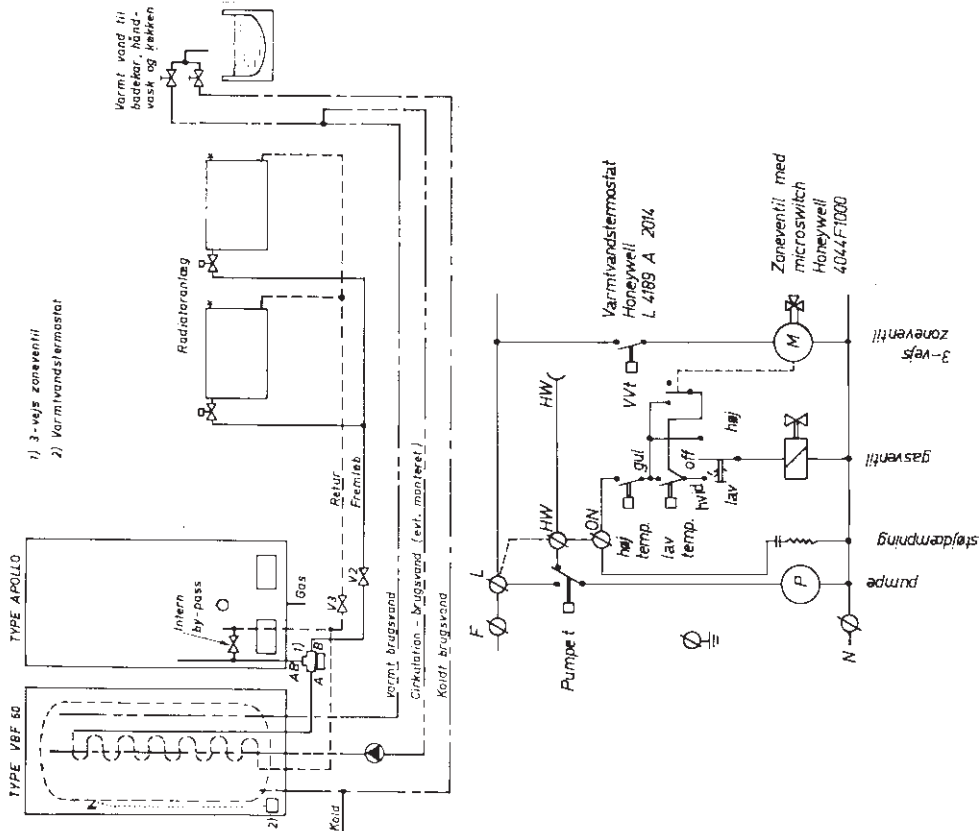 TYPE VBF 60
TYPE APOLLO
1) 3-vejs zoneventil
2) Varmtvandstermostat
Varmt vand til
badekar, hånd-
vask og køkken
Radiatoranlæg
Intern
by-pass
Gas
AB
1)
A
B
V3
V2
Retur
Fremløb
Varmt brugsvand
Cirkulation - brugsvand (evt. monteret)
Koldt brugsvand
2)
Kold
F
L
HW
HW
ON
Pumpe t
høj
temp.
lav
temp.
gul
off
hvid
lav
høj
VVt
Varmtvandstermostat
Honeywell
L 4189 A 2014
Zoneventil med
microswitch
Honeywell
4044F1000
P
M
N
pumpe
støjdæmpning
gasventil
3-vejs
zoneventil